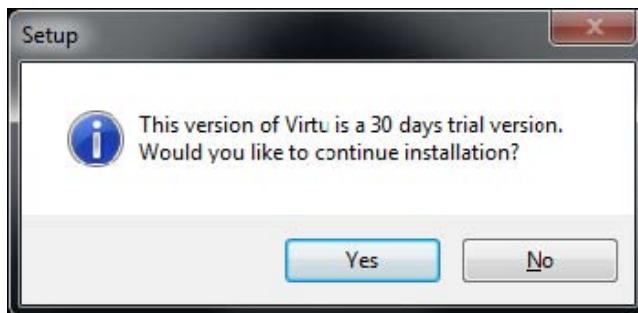 Setup
This version of Virtu is a 30 days trial version.
Would you like to continue installation?
Yes
No